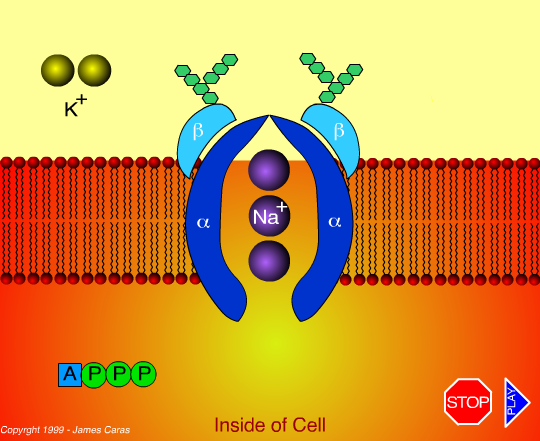 K+
β β
Na+
α α
A P P P
STOP PLAY
Inside of Cell
Copyright 1999 - James Caras